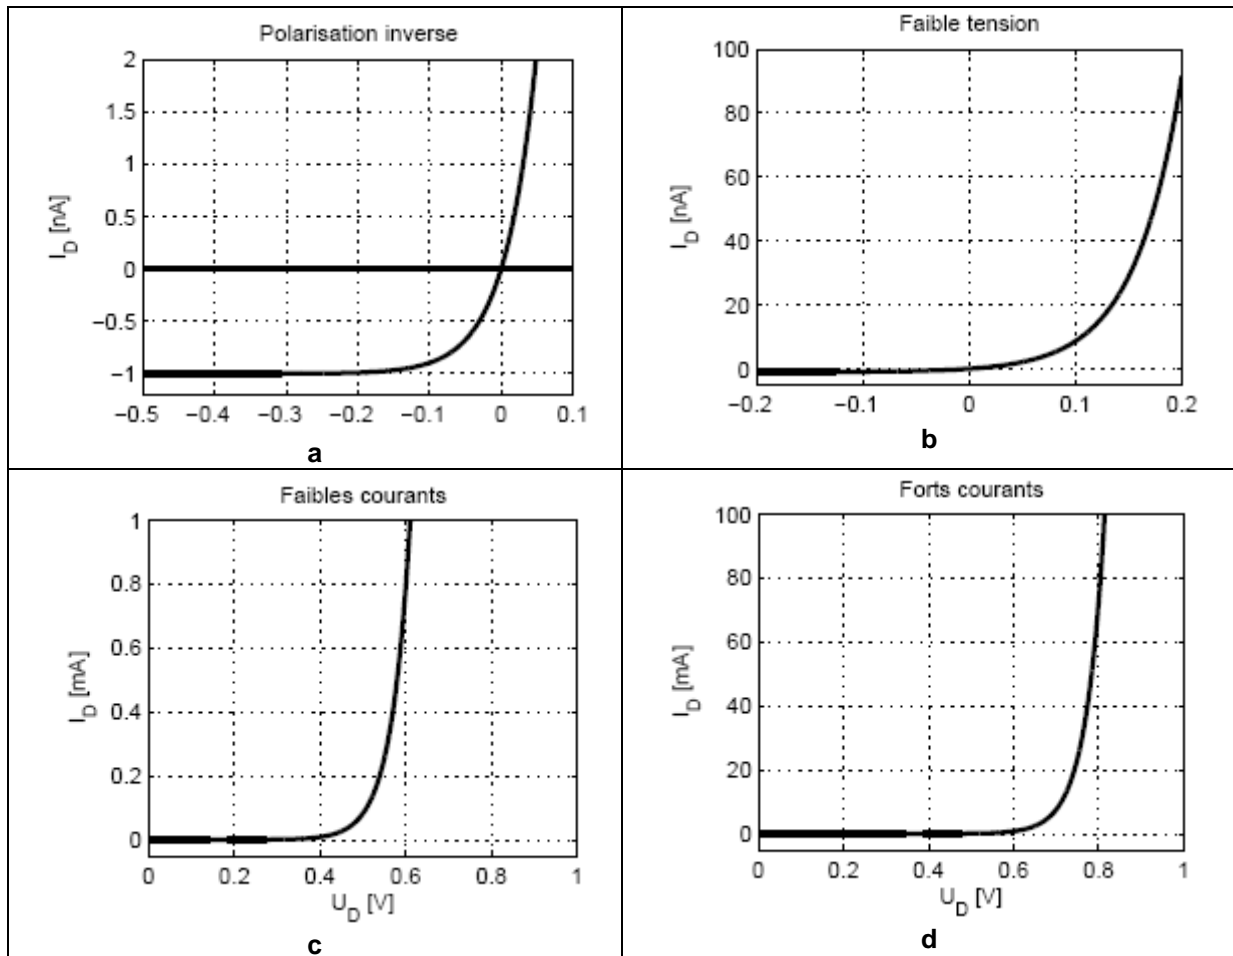 Polarisation inverse
2
1.5
1
0.5
0
−0.5
−1
I_D [nA]
−0.5 −0.4 −0.3 −0.2 −0.1 0 0.1
a
Faible tension
100
80
60
40
20
0
I_D [nA]
−0.2 −0.1 0 0.1 0.2
b
Faibles courants
1
0.8
0.6
0.4
0.2
0
I_D [mA]
0 0.2 0.4 0.6 0.8 1
U_D [V]
c
Forts courants
100
80
60
40
20
0
I_D [mA]
0 0.2 0.4 0.6 0.8 1
U_D [V]
d